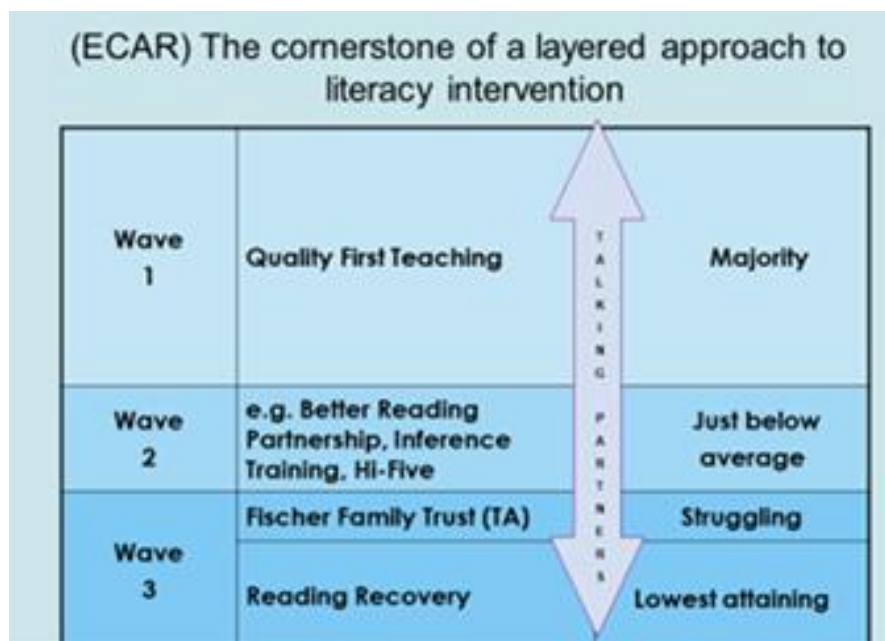 (ECAR) The cornerstone of a layered approach to
literacy intervention
Wave
1
Quality First Teaching
Majority
Wave
2
e.g. Better Reading
Partnership, Inference
Training, Hi-Five
Just below
average
Wave
3
Fischer Family Trust (TA)
Struggling
Reading Recovery
Lowest attaining
TALKING PARTNERS